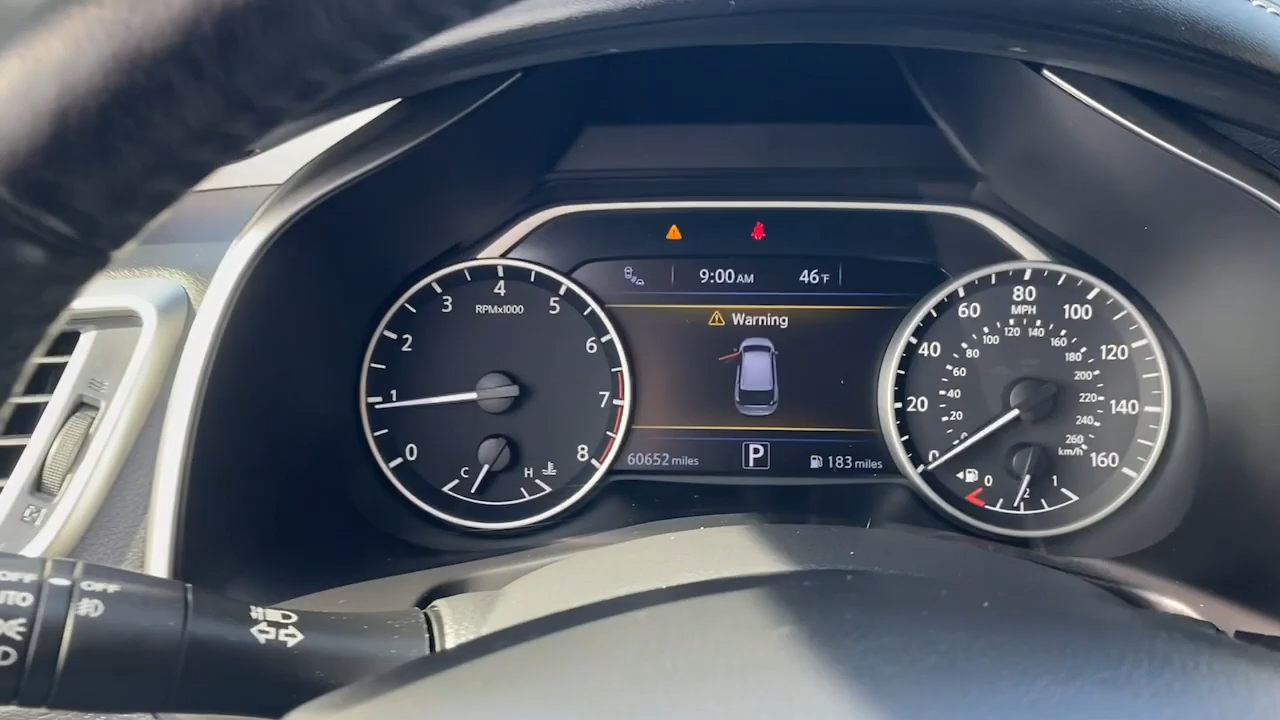 9:00 AM 46°F
Warning
60652 miles
P
183 miles
RPMx1000
0
1
2
3
4
5
6
7
8
C H
MPH
0
20
40
60
80
100
120
140
160
20
40
60
80
100
120
140
160
180
200
220
240
260
km/h
0 1/2 1
OFF OFF
AUTO